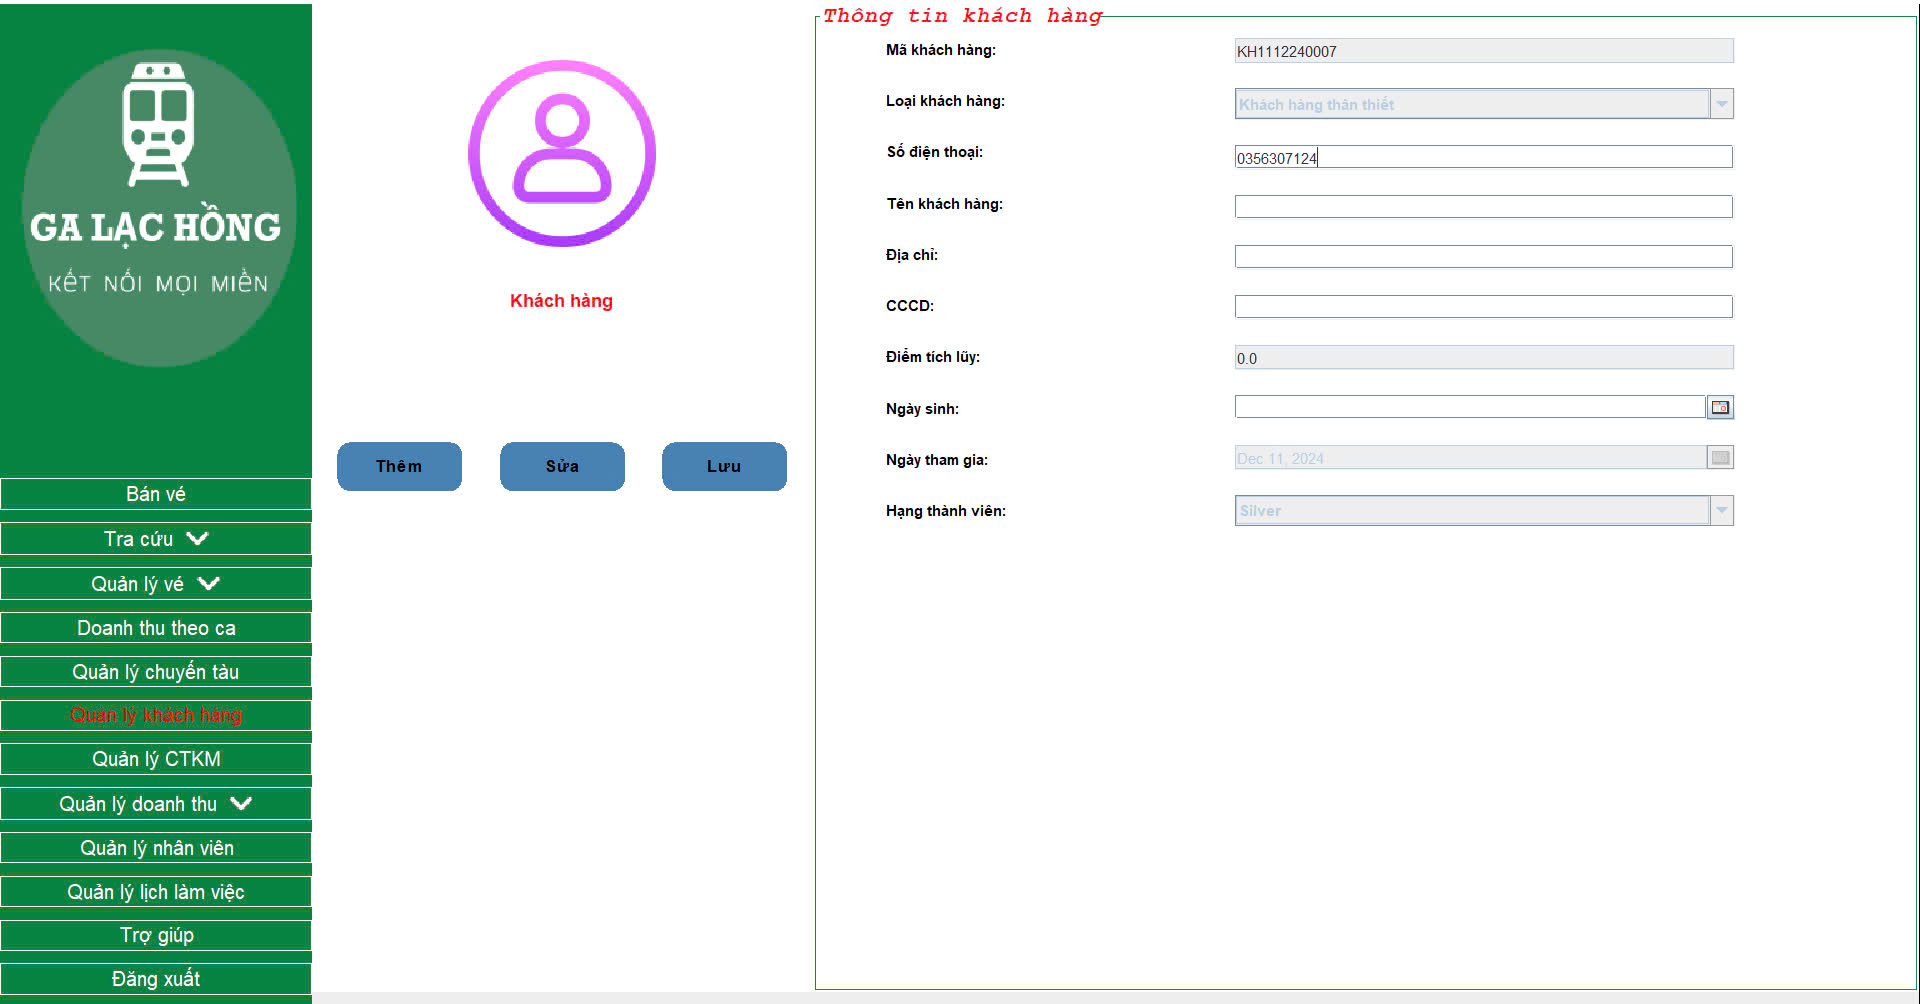 GA LẠC HỒNG
KẾT NỐI MỌI MIỀN
Bán vé
Tra cứu
Quản lý vé
Doanh thu theo ca
Quản lý chuyến tàu
Quản lý khách hàng
Quản lý CTKM
Quản lý doanh thu
Quản lý nhân viên
Quản lý lịch làm việc
Trợ giúp
Đăng xuất
Khách hàng
Thêm
Sửa
Lưu
Thông tin khách hàng
Mã khách hàng: KH1112240007
Loại khách hàng: Khách hàng thân thiết
Số điện thoại: 0356307124
Tên khách hàng:
Địa chỉ:
CCCD:
Điểm tích lũy: 0.0
Ngày sinh:
Ngày tham gia: Dec 11, 2024
Hạng thành viên: Silver